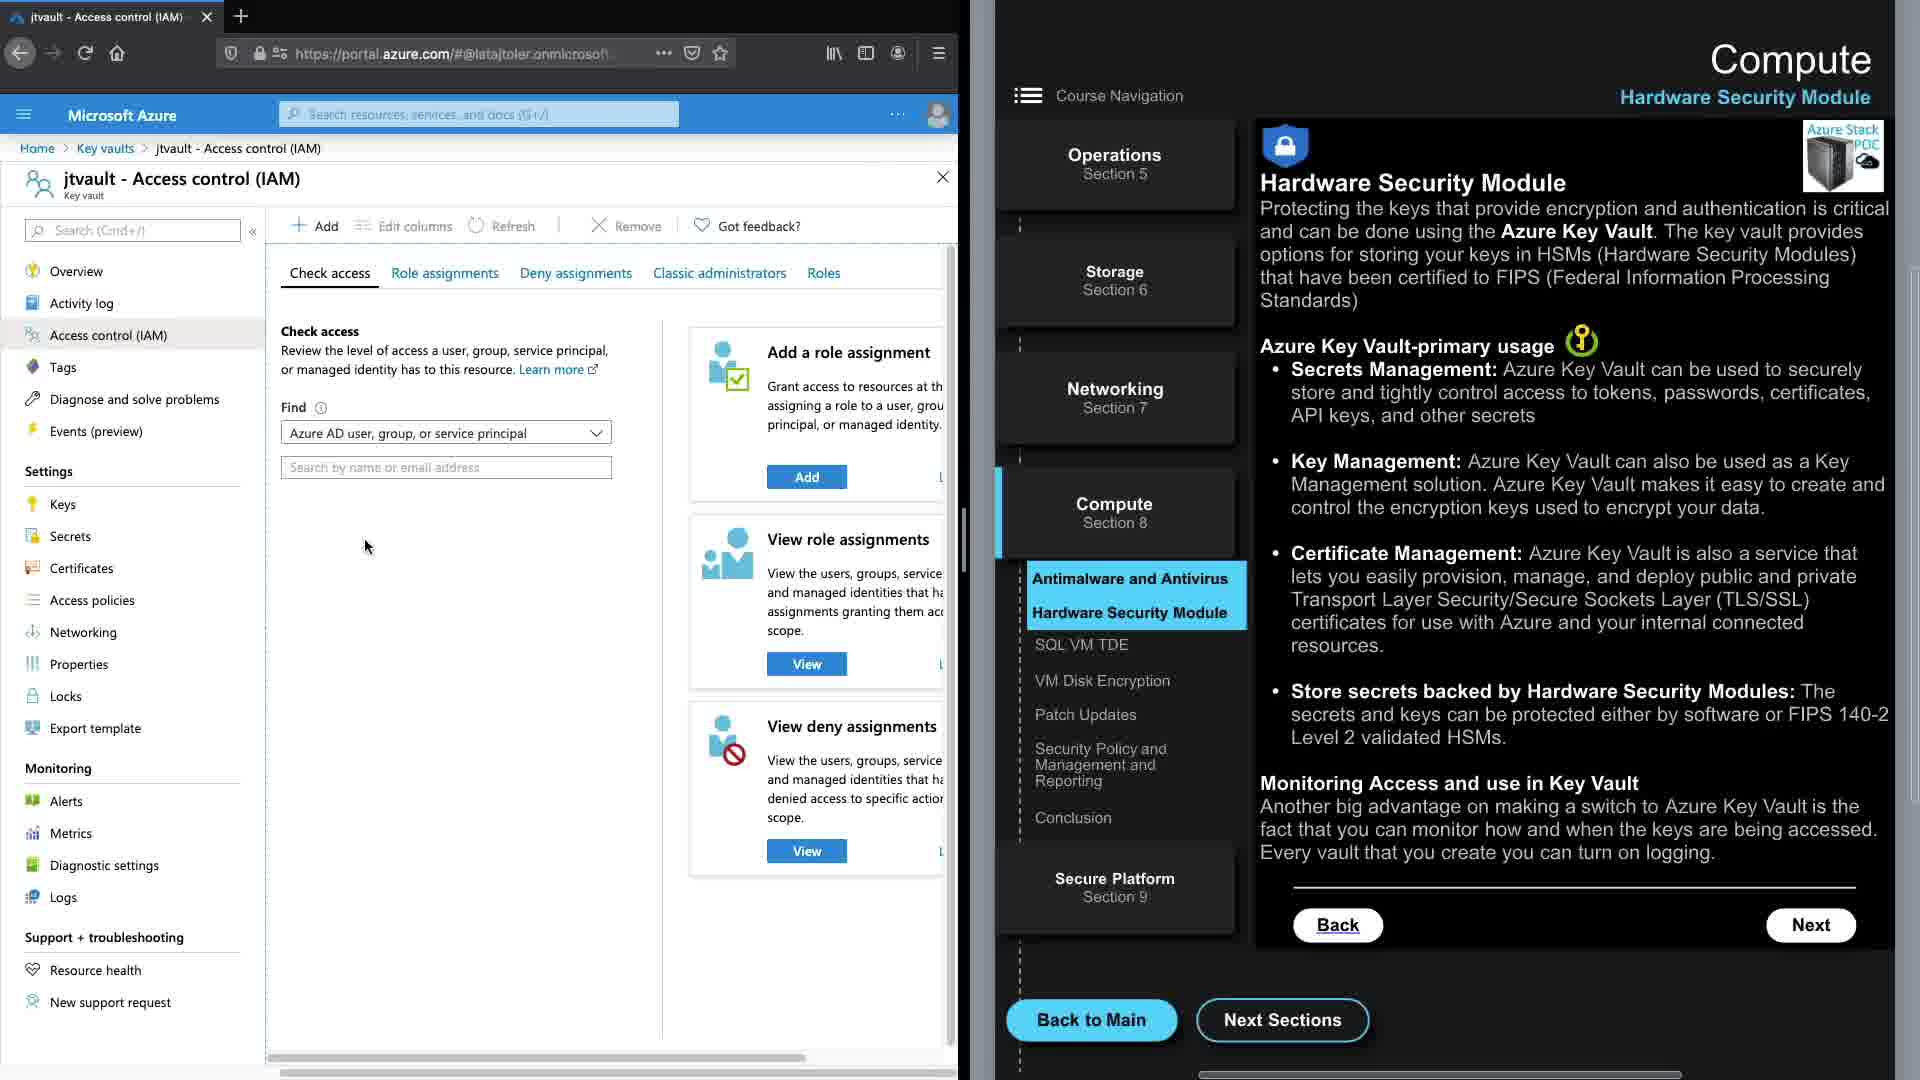 jtvault - Access control (IAM)
https://portal.azure.com/#@latajtoler.onmicrosof
Microsoft Azure
Search resources, services, and docs (G+/)
Home > Key vaults > jtvault - Access control (IAM)
jtvault - Access control (IAM)
Key vault
Search (Cmd+/)
Overview
Activity log
Access control (IAM)
Tags
Diagnose and solve problems
Events (preview)
Settings
Keys
Secrets
Certificates
Access policies
Networking
Properties
Locks
Export template
Monitoring
Alerts
Metrics
Diagnostic settings
Logs
Support + troubleshooting
Resource health
New support request
Add Edit columns Refresh Remove Got feedback?
Check access Role assignments Deny assignments Classic administrators Roles
Check access
Review the level of access a user, group, service principal,
or managed identity has to this resource. Learn more
Find
Azure AD user, group, or service principal
Search by name or email address
Add a role assignment
Grant access to resources at th
assigning a role to a user, grou
principal, or managed identity.
Add
View role assignments
View the users, groups, service
and managed identities that ha
assignments granting them acc
scope.
View
View deny assignments
View the users, groups, service
and managed identities that ha
denied access to specific action
scope.
View
Compute
Hardware Security Module
Course Navigation
Operations
Section 5
Storage
Section 6
Networking
Section 7
Compute
Section 8
Antimalware and Antivirus
Hardware Security Module
SQL VM TDE
VM Disk Encryption
Patch Updates
Security Policy and
Management and
Reporting
Conclusion
Secure Platform
Section 9
Back to Main
Next Sections
Azure Stack
POC
Hardware Security Module
Protecting the keys that provide encryption and authentication is critical
and can be done using the Azure Key Vault. The key vault provides
options for storing your keys in HSMs (Hardware Security Modules)
that have been certified to FIPS (Federal Information Processing
Standards)
Azure Key Vault-primary usage
• Secrets Management: Azure Key Vault can be used to securely
store and tightly control access to tokens, passwords, certificates,
API keys, and other secrets
• Key Management: Azure Key Vault can also be used as a Key
Management solution. Azure Key Vault makes it easy to create and
control the encryption keys used to encrypt your data.
• Certificate Management: Azure Key Vault is also a service that
lets you easily provision, manage, and deploy public and private
Transport Layer Security/Secure Sockets Layer (TLS/SSL)
certificates for use with Azure and your internal connected
resources.
• Store secrets backed by Hardware Security Modules: The
secrets and keys can be protected either by software or FIPS 140-2
Level 2 validated HSMs.
Monitoring Access and use in Key Vault
Another big advantage on making a switch to Azure Key Vault is the
fact that you can monitor how and when the keys are being accessed.
Every vault that you create you can turn on logging.
Back
Next